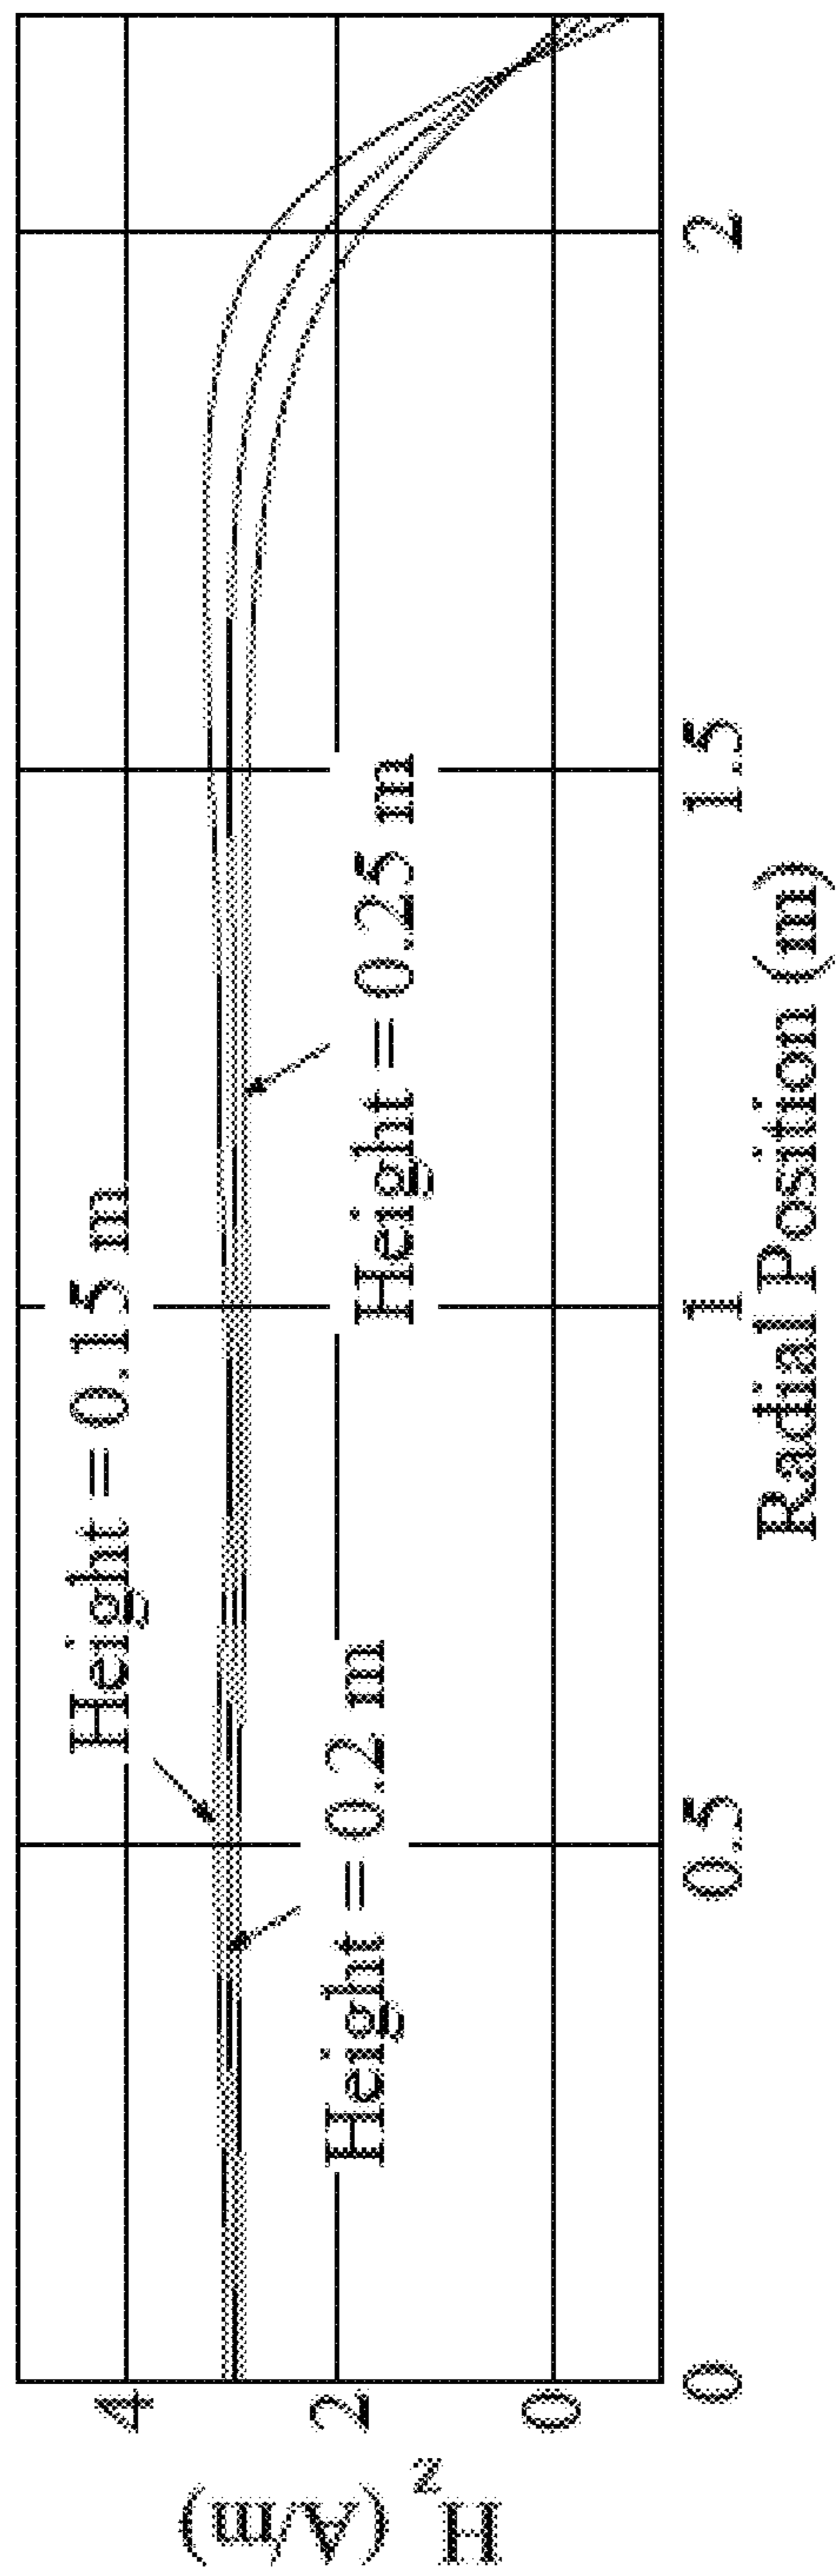 Height = 0.15 m
Height = 0.2 m
Height = 0.25 m
4
2
0
H_z (A/m)
0
0.5
1
1.5
2
Radial Position (m)